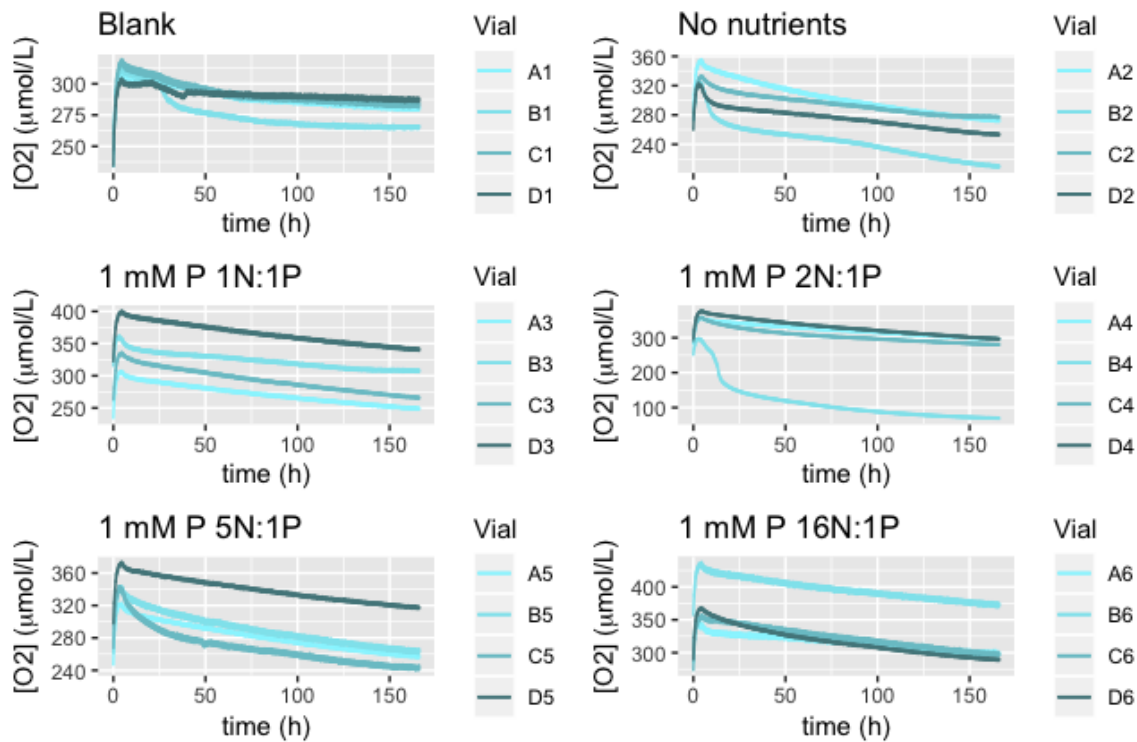 Blank
[O2] (μmol/L)
300
275
250
0 50 100 150
time (h)
Vial
A1
B1
C1
D1
No nutrients
[O2] (μmol/L)
360
320
280
240
0 50 100 150
time (h)
Vial
A2
B2
C2
D2
1 mM P 1N:1P
[O2] (μmol/L)
400
350
300
250
0 50 100 150
time (h)
Vial
A3
B3
C3
D3
1 mM P 2N:1P
[O2] (μmol/L)
300
200
100
0 50 100 150
time (h)
Vial
A4
B4
C4
D4
1 mM P 5N:1P
[O2] (μmol/L)
360
320
280
240
0 50 100 150
time (h)
Vial
A5
B5
C5
D5
1 mM P 16N:1P
[O2] (μmol/L)
400
350
300
0 50 100 150
time (h)
Vial
A6
B6
C6
D6